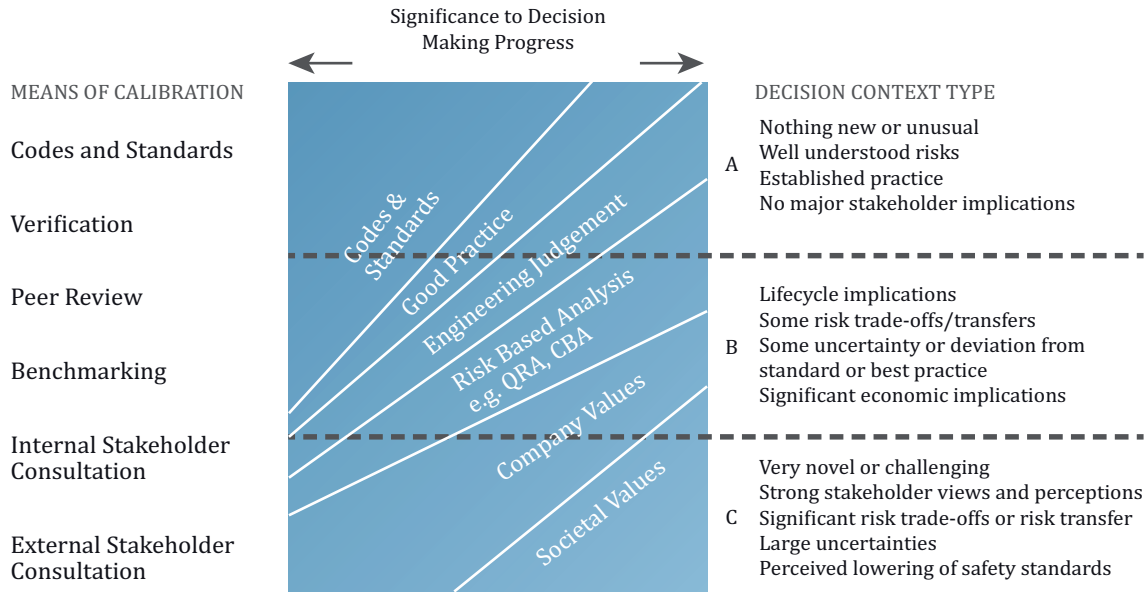 Significance to Decision
Making Progress
MEANS OF CALIBRATION
Codes and Standards
Verification
Peer Review
Benchmarking
Internal Stakeholder
Consultation
External Stakeholder
Consultation
Codes &
Standards
Good Practice
Engineering Judgement
Risk Based Analysis
e.g. QRA, CBA
Company Values
Societal Values
DECISION CONTEXT TYPE
A
Nothing new or unusual
Well understood risks
Established practice
No major stakeholder implications
B
Lifecycle implications
Some risk trade-offs/transfers
Some uncertainty or deviation from
standard or best practice
Significant economic implications
C
Very novel or challenging
Strong stakeholder views and perceptions
Significant risk trade-offs or risk transfer
Large uncertainties
Perceived lowering of safety standards